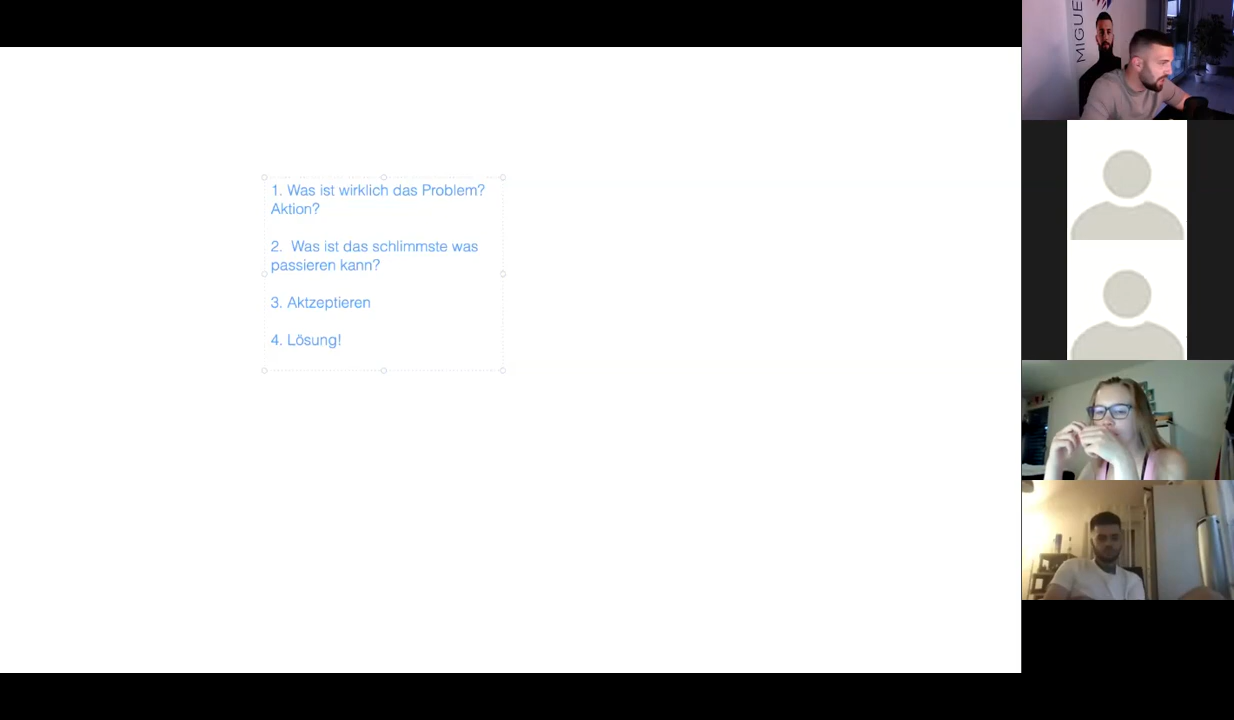 1. Was ist wirklich das Problem?
Aktion?
2.  Was ist das schlimmste was
passieren kann?
3. Aktzeptieren
4. Lösung!
MIGUE